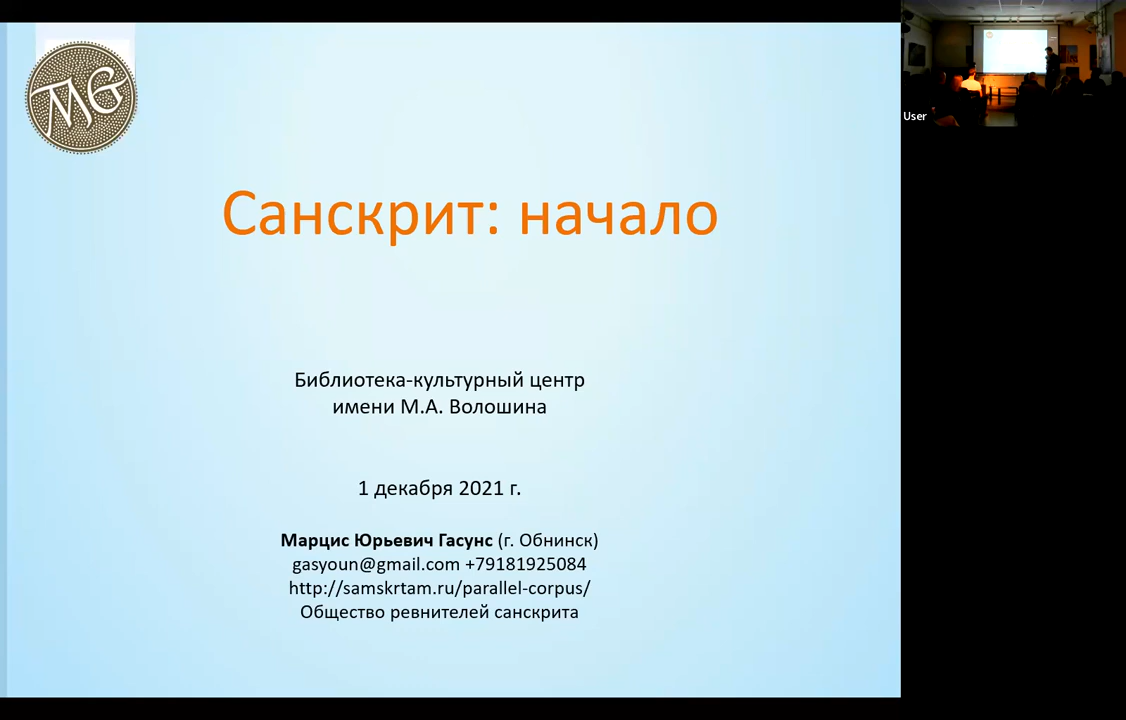 MG
User
Санскрит: начало
Библиотека-культурный центр
имени М.А. Волошина
1 декабря 2021 г.
Марцис Юрьевич Гасунс (г. Обнинск)
gasyoun@gmail.com +79181925084
http://samskrtam.ru/parallel-corpus/
Общество ревнителей санскрита